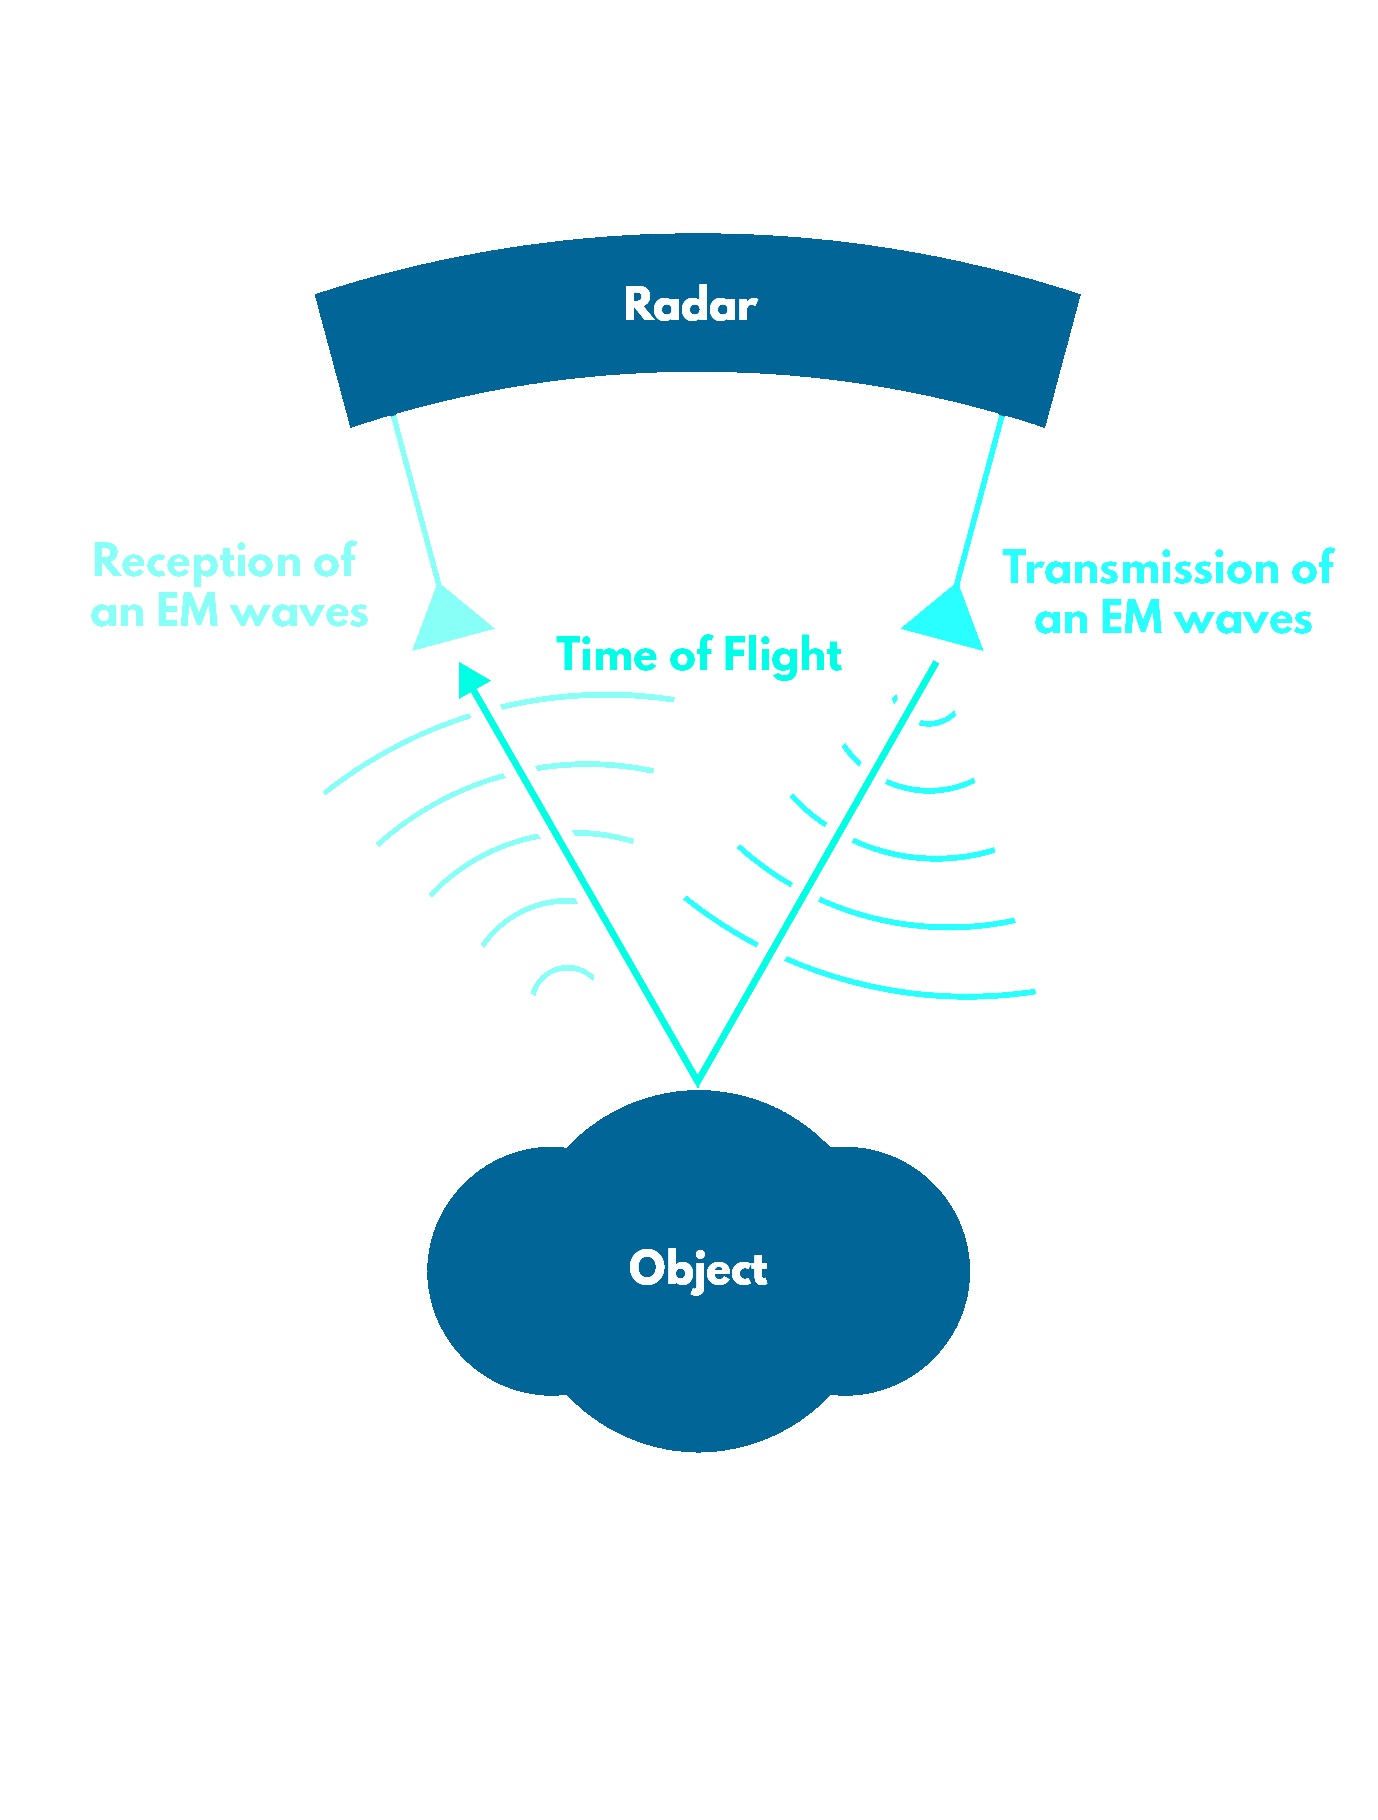 Radar
Reception of
an EM waves
Transmission of
an EM waves
Time of Flight
Object